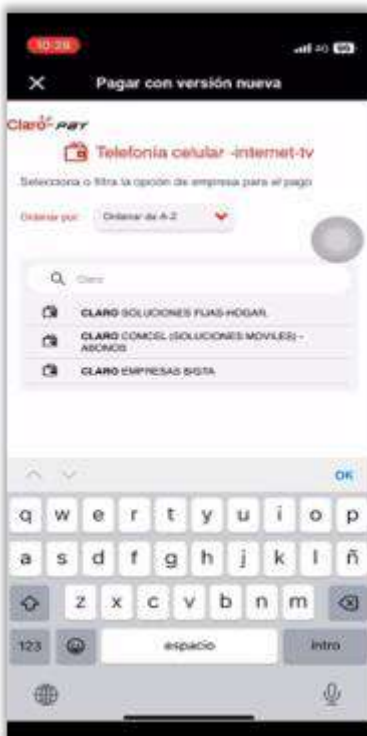 10:28
Pagar con versión nueva
Claro-pay
Telefonía celular -internet-tv
Selecciona o filtra la opción de empresa para el pago
Ordenar por: Ordenar de A-Z
Claro
CLARO SOLUCIONES FIJAS-HOGAR.
CLARO COMCEL (SOLUCIONES MOVILES) -
ABONOS
CLARO EMPRESAS
OK
q w e r t y u i o p
a s d f g h j k l ñ
z x c v b n m
123 espacio intro